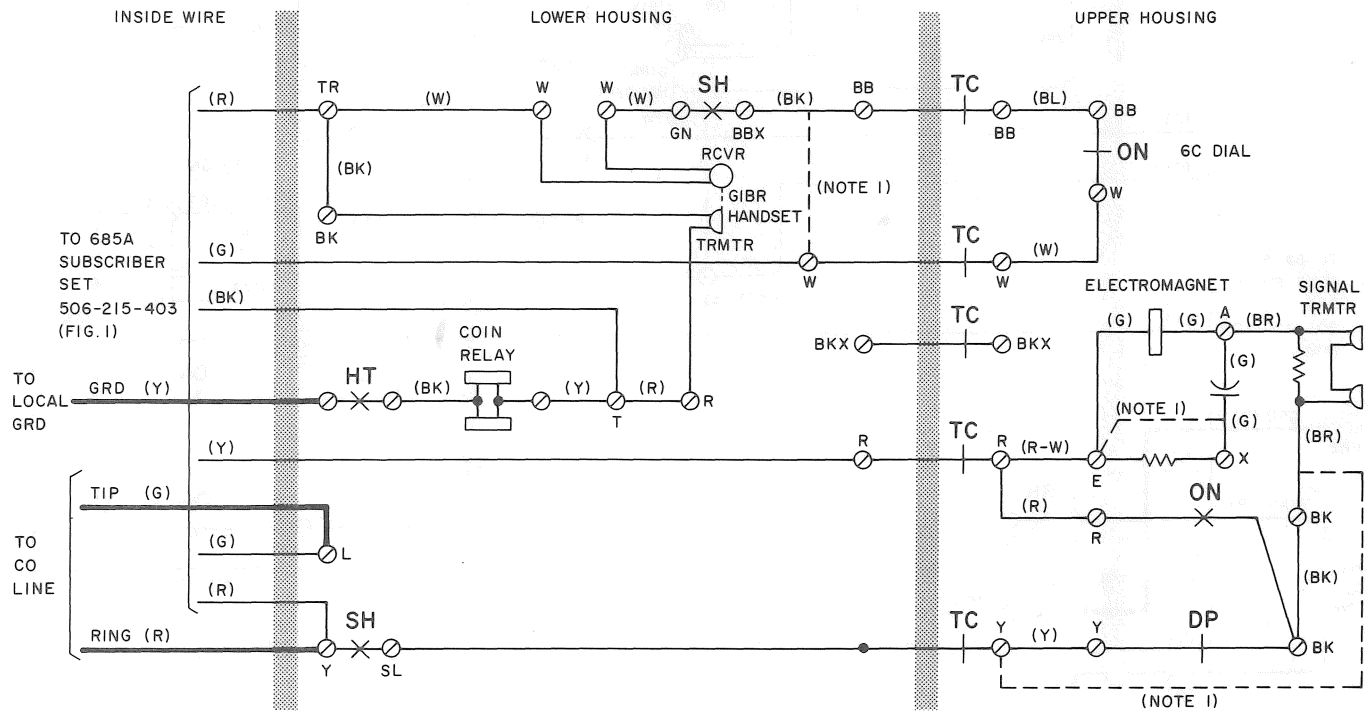 INSIDE WIRE
LOWER HOUSING
UPPER HOUSING
(R)
TR
(W)
W
W
(W)
SH
(BK)
BB
TC
(BL)
BB
GN
BBX
BB
RCVR
ON
6C DIAL
(BK)
(NOTE 1)
W
GIBR
HANDSET
BK
TRMTR
TC
TO 685A
SUBSCRIBER
SET
506-215-403
(FIG. 1)
(G)
W
(W)
W
ELECTROMAGNET
SIGNAL
TRMTR
(BK)
TC
(G)
(G)
A
(BR)
COIN
RELAY
BKX
BKX
(G)
TO
LOCAL
GRD
GRD (Y)
HT
(BK)
(Y)
(R)
R
T
(NOTE 1)
(G)
(BR)
(Y)
R
TC
R
(R-W)
E
X
TIP (G)
(R)
R
ON
BK
TO
CO
LINE
(G)
L
(BK)
(R)
RING (R)
SH
Y
SL
TC
Y
(Y)
Y
DP
BK
(NOTE 1)